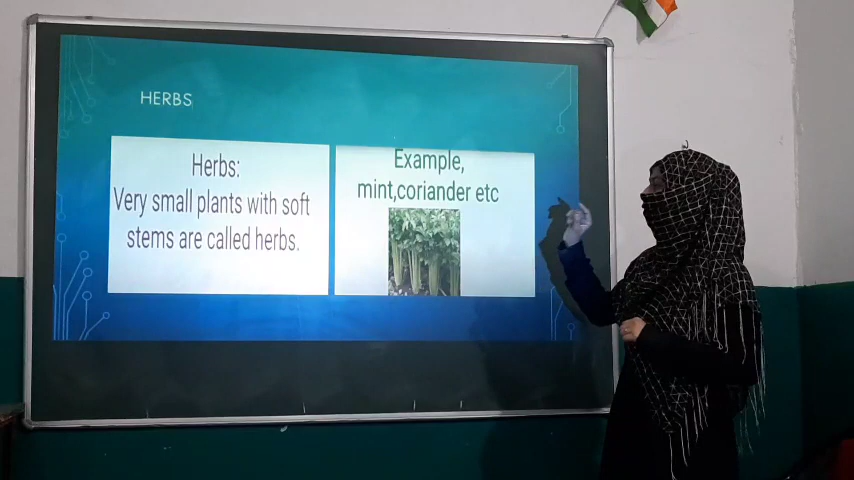 HERBS
Herbs:
Very small plants with soft
stems are called herbs.
Example,
mint,coriander etc